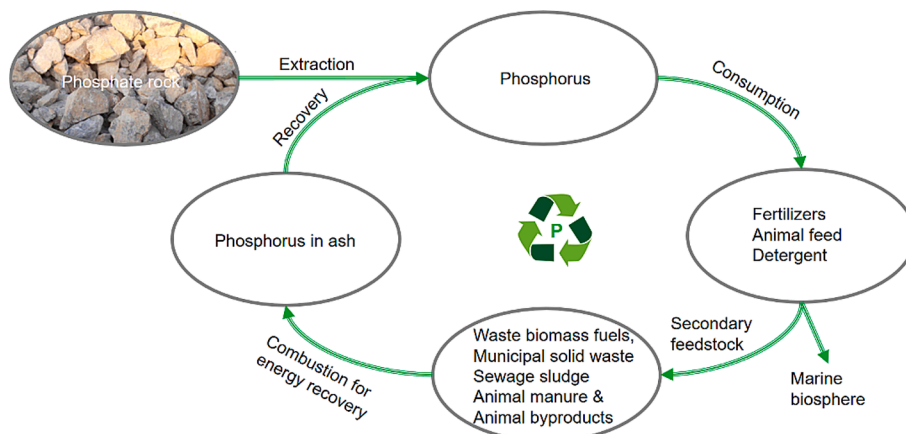 Phosphate rock
Extraction
Recovery
Phosphorus
Consumption
Fertilizers
Animal feed
Detergent
P
Phosphorus in ash
Secondary
feedstock
Marine
biosphere
Waste biomass fuels,
Municipal solid waste
Sewage sludge
Animal manure &
Animal byproducts
Combustion for
energy recovery